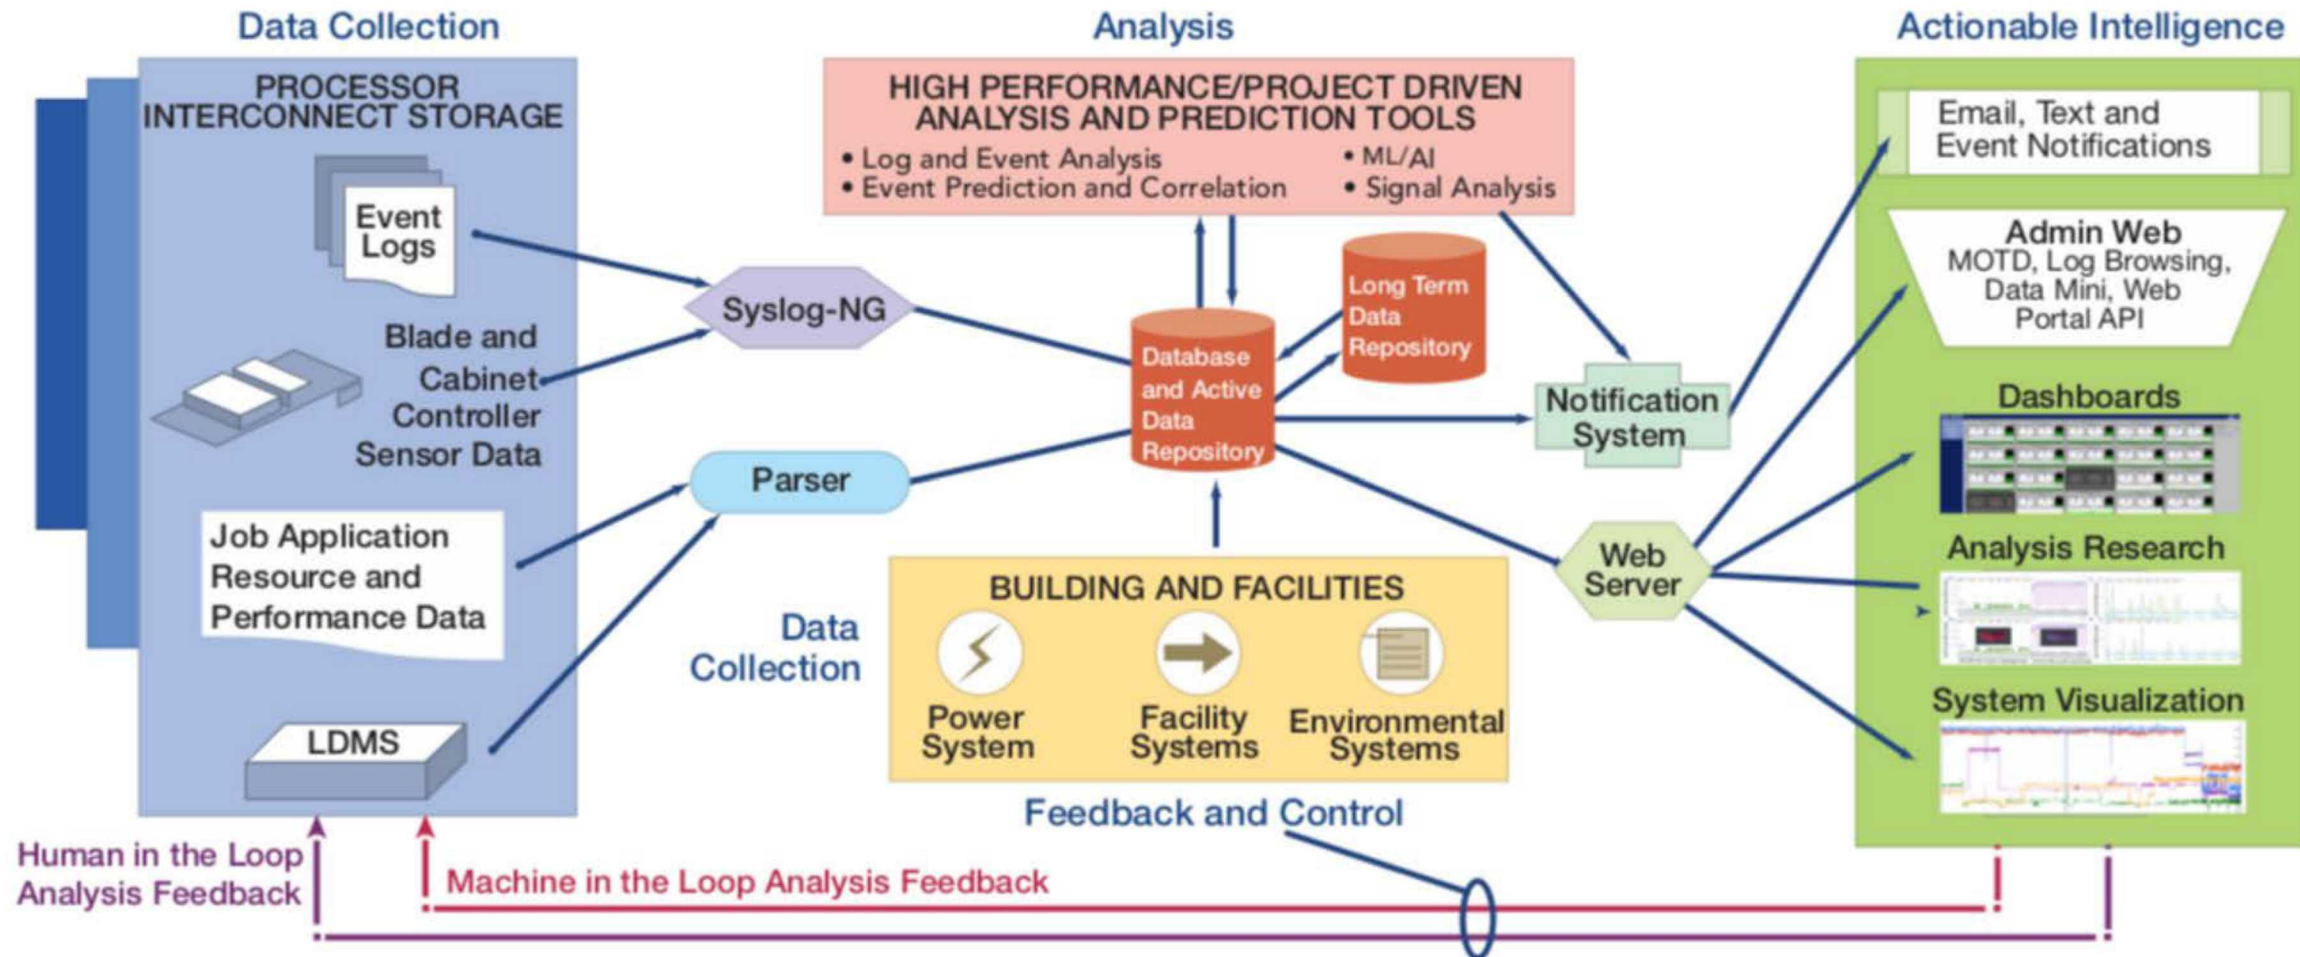 Data Collection
PROCESSOR
INTERCONNECT STORAGE
Event
Logs
Blade and
Cabinet
Controller
Sensor Data
Job Application
Resource and
Performance Data
LDMS
Syslog-NG
Parser
Analysis
HIGH PERFORMANCE/PROJECT DRIVEN
ANALYSIS AND PREDICTION TOOLS
• Log and Event Analysis
• Event Prediction and Correlation
• ML/AI
• Signal Analysis
Long Term
Data
Repository
Database
and Active
Data
Repository
Notification
System
Web
Server
Data
Collection
BUILDING AND FACILITIES
Power
System
Facility
Systems
Environmental
Systems
Actionable Intelligence
Email, Text and
Event Notifications
Admin Web
MOTD, Log Browsing,
Data Mini, Web
Portal API
Dashboards
Analysis Research
System Visualization
Feedback and Control
Human in the Loop
Analysis Feedback
Machine in the Loop Analysis Feedback